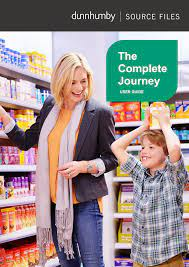 dunnhumby | SOURCE FILES
The
Complete
Journey
USER GUIDE